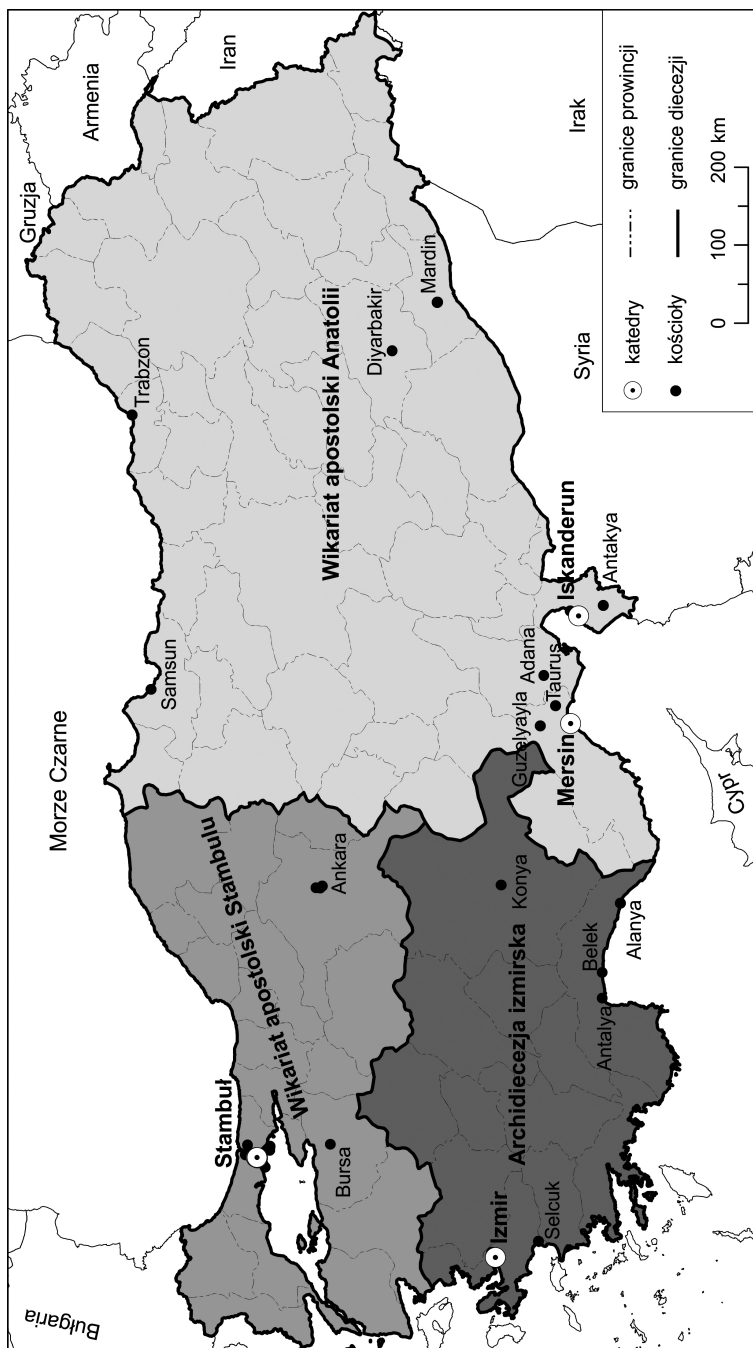 Bułgaria
Morze Czarne
Gruzja
Armenia
Iran
Irak
Syria
Cypr
Stambuł
Wikariat apostolski Stambułu
Bursa
Ankara
Samsun
Trabzon
Wikariat apostolski Anatolii
Diyarbakir
Mardin
Izmir
Selcuk
Archidiecezja izmirska
Konya
Antalya
Belek
Alanya
Guzelyayla
Mersin
Adana
Taurus
Iskanderun
Antakya
katedry
granice prowincji
kościoły
granice diecezji
0 100 200 km